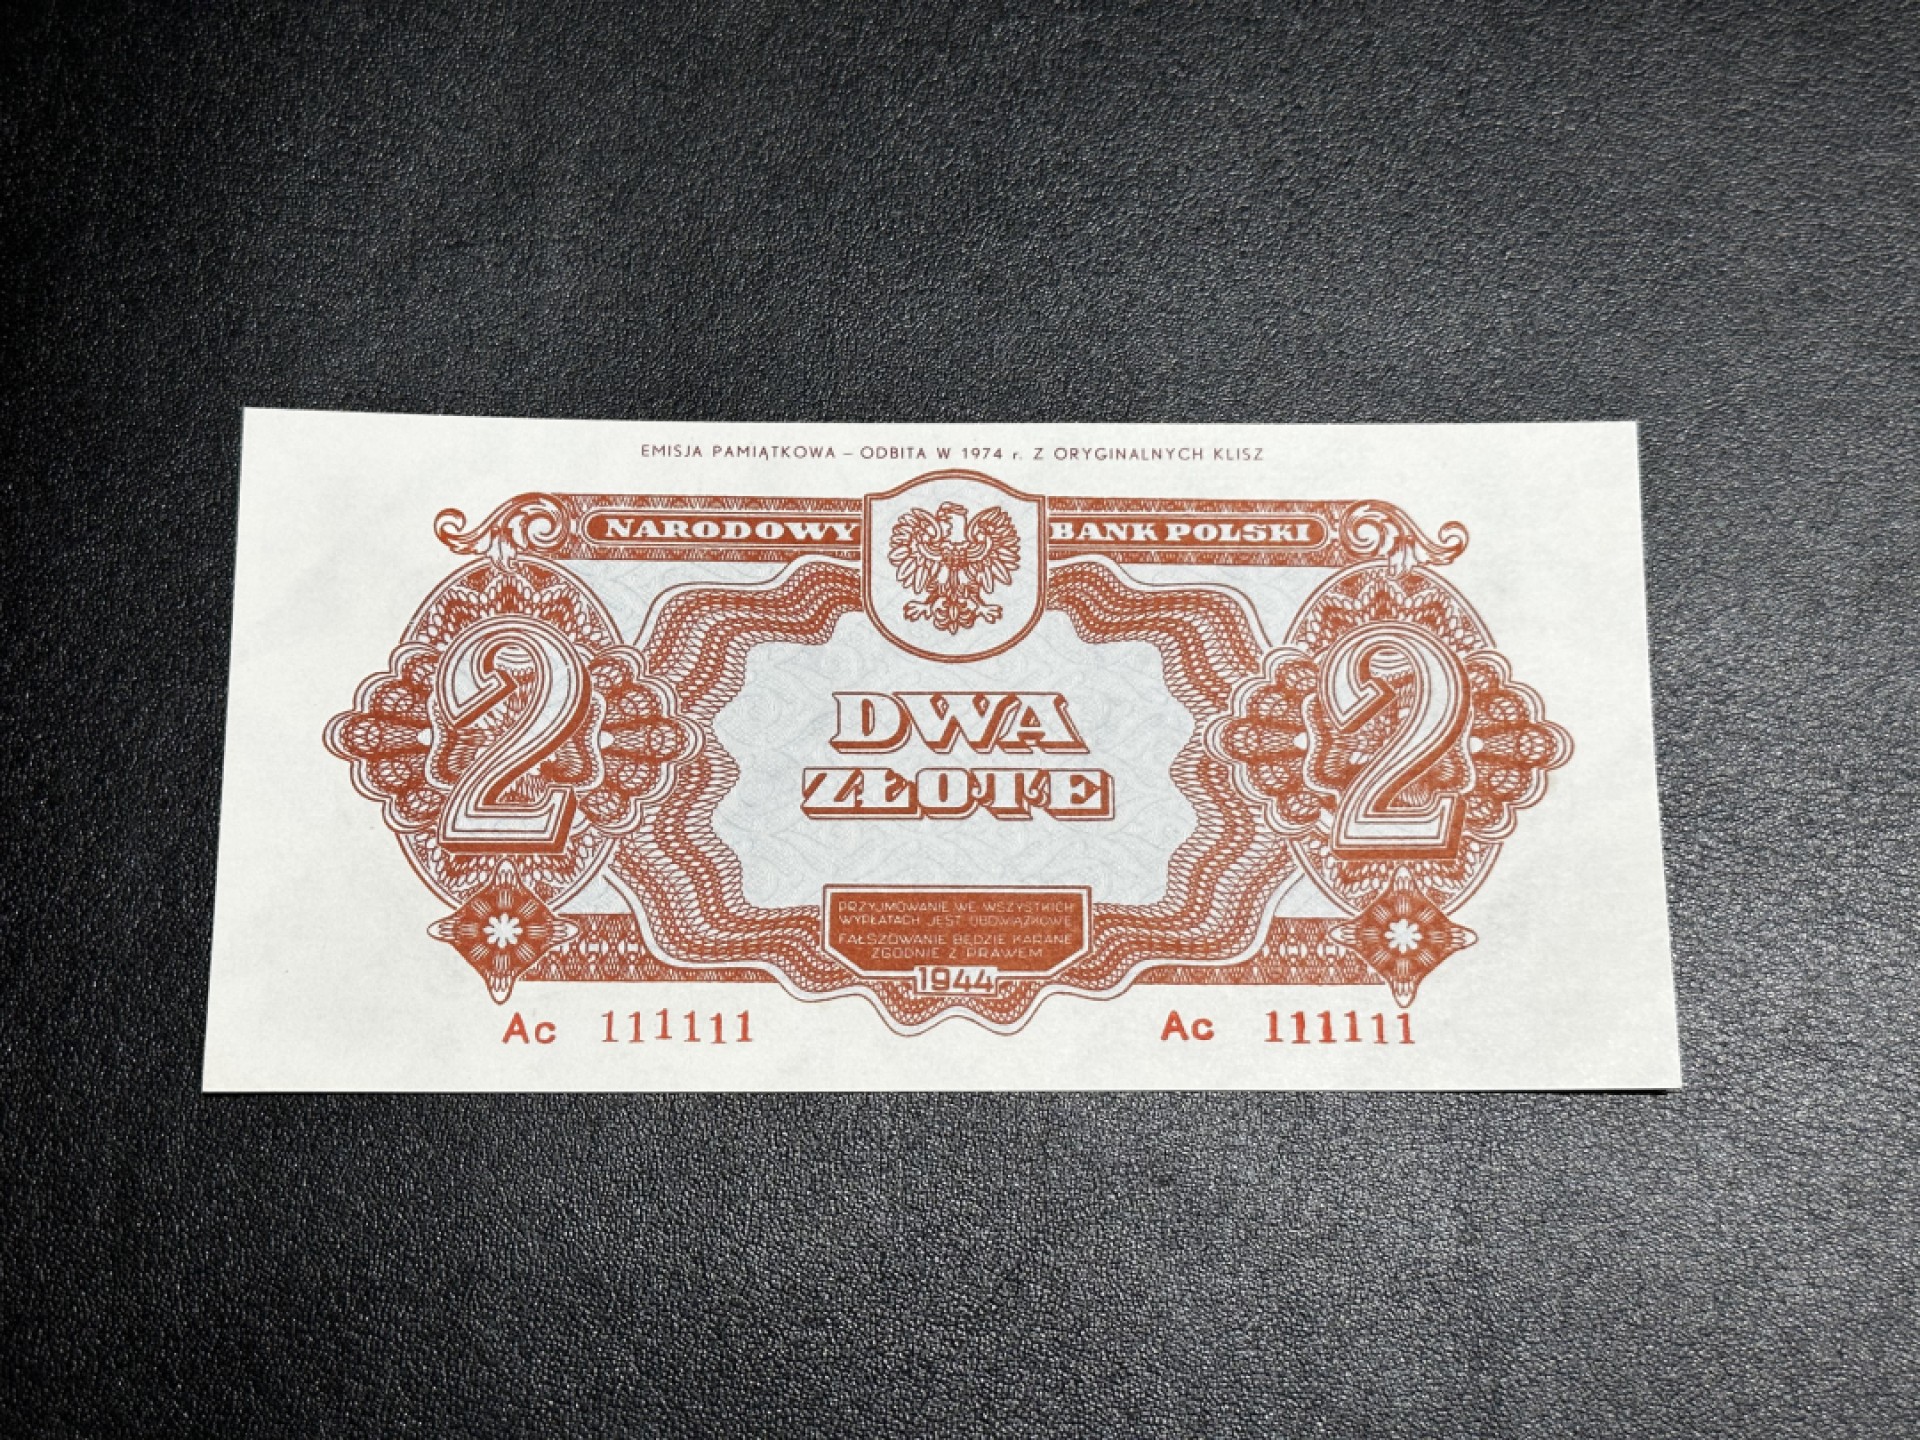 EMISJA PAMIĄTKOWA – ODBITA W 1974 r. Z ORYGINALNYCH KLISZ
NARODOWY BANK POLSKI
2 2
DWA
ZŁOTE
PRZYJMOWANIE WE WSZYSTKICH
WYPŁATACH JEST OBOWIĄZKOWE
FAŁSZOWANIE BĘDZIE KARANE
ZGODNIE Z PRAWEM
1944
Ac 111111 Ac 111111